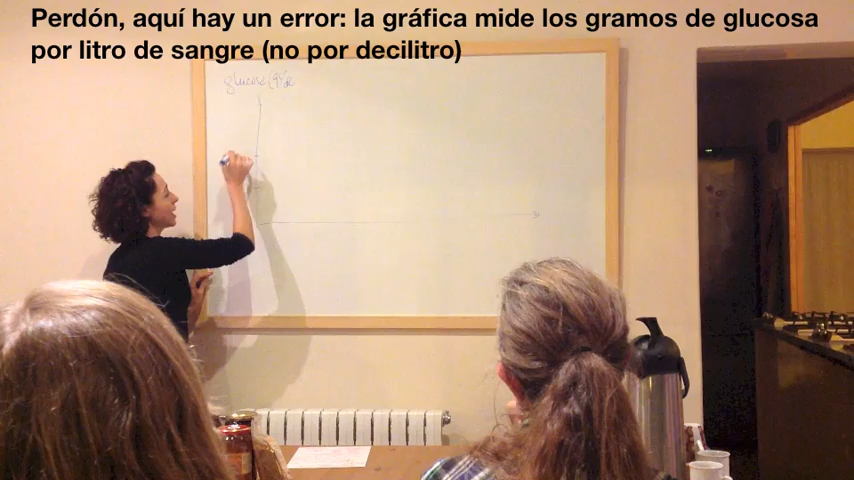 Perdón, aquí hay un error: la gráfica mide los gramos de glucosa
por litro de sangre (no por decilitro)
glucosa